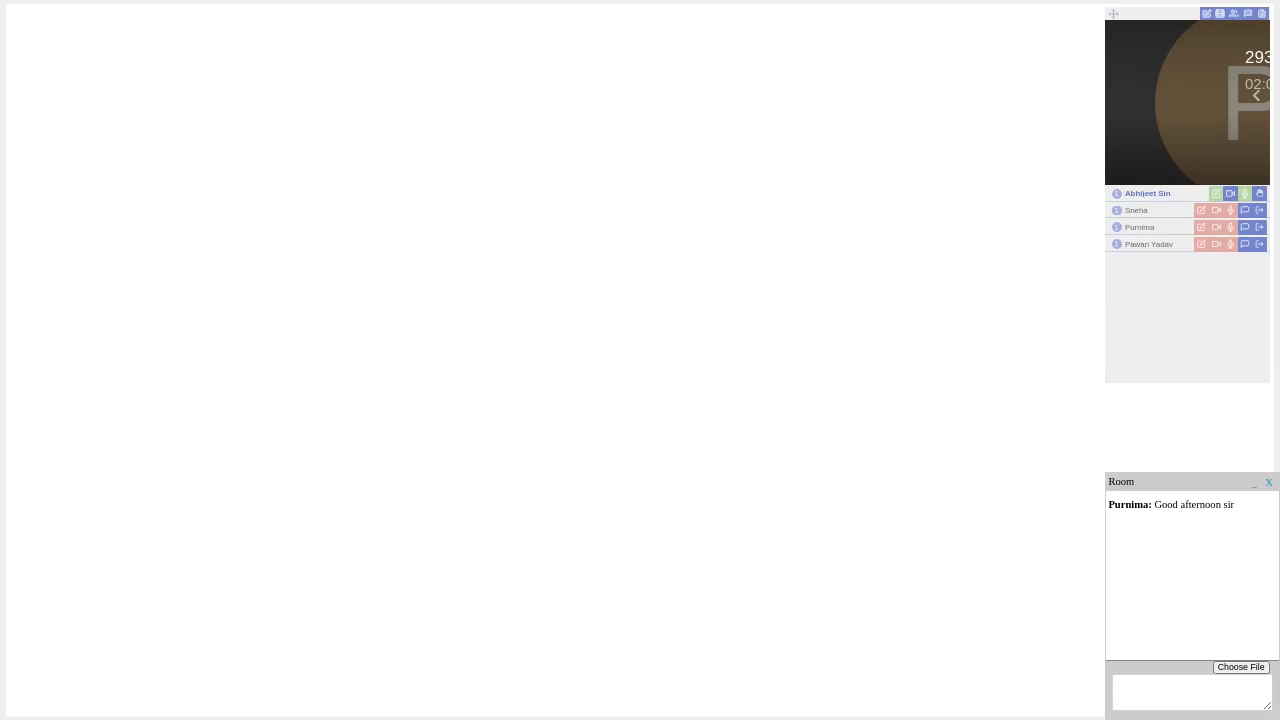 293
02:0
P
Abhijeet Sin
Sneha
Purnima
Pawan Yadav
Room _ X
Purnima: Good afternoon sir
Choose File